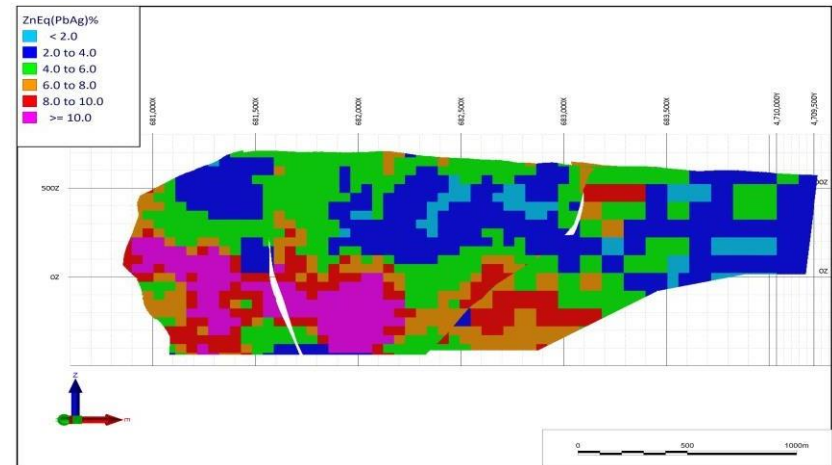 ZnEq(PbAg)%
< 2.0
2.0 to 4.0
4.0 to 6.0
6.0 to 8.0
8.0 to 10.0
>= 10.0
681,000X
681,500X
682,000X
682,500X
683,000X
683,500X
4,710,000Y
4,709,500Y
500Z
00Z
0Z
0Z
Z
E
0
500
1000m